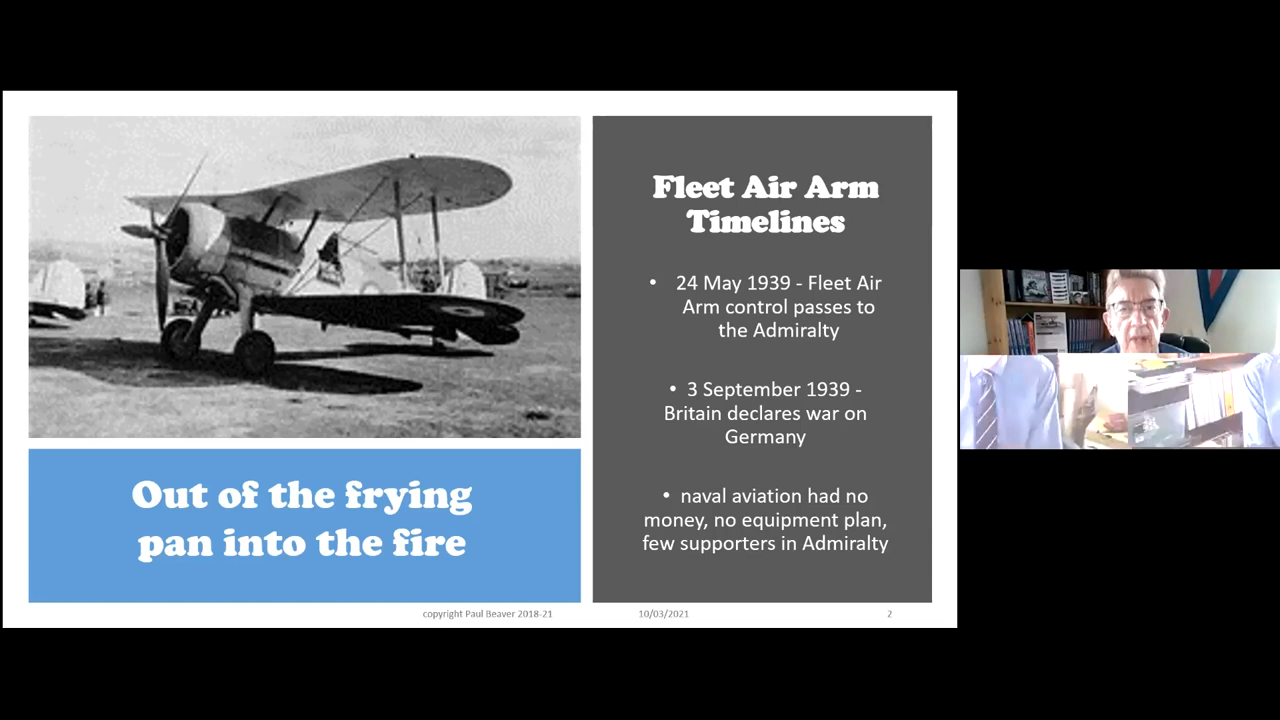 Out of the frying
pan into the fire
Fleet Air Arm
Timelines
• 24 May 1939 - Fleet Air
Arm control passes to
the Admiralty
• 3 September 1939 -
Britain declares war on
Germany
• naval aviation had no
money, no equipment plan,
few supporters in Admiralty
copyright Paul Beaver 2018-21
10/03/2021
2